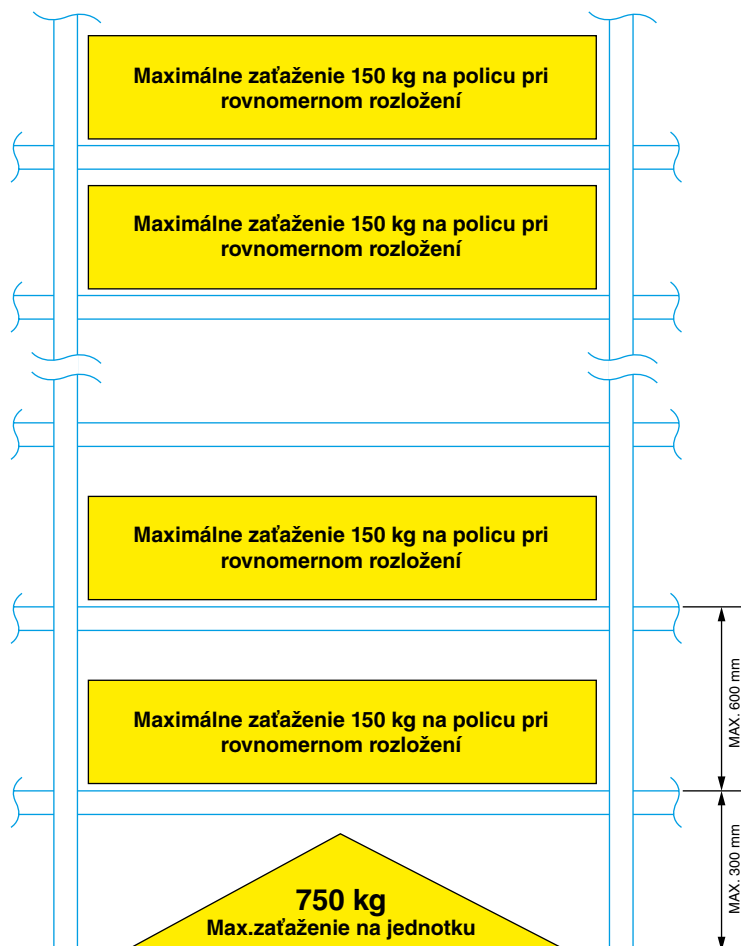 Maximálne zaťaženie 150 kg na policu pri
rovnomernom rozložení
Maximálne zaťaženie 150 kg na policu pri
rovnomernom rozložení
Maximálne zaťaženie 150 kg na policu pri
rovnomernom rozložení
Maximálne zaťaženie 150 kg na policu pri
rovnomernom rozložení
MAX. 600 mm
MAX. 300 mm
750 kg
Max.zaťaženie na jednotku